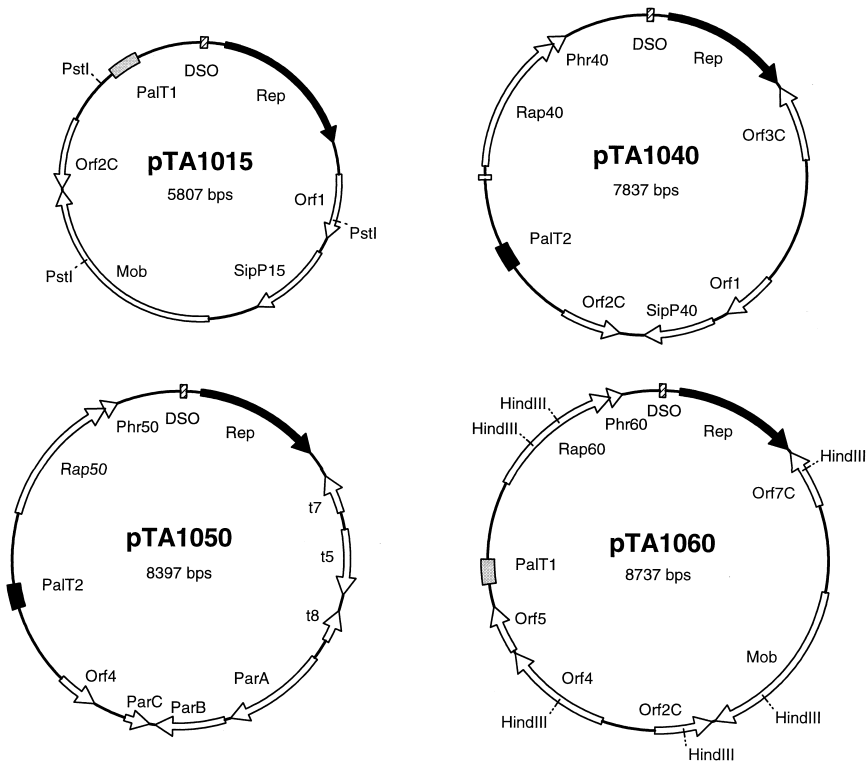 DSO
Rep
PstI
PalT1
Orf2C
pTA1015
5807 bps
Orf1
PstI
SipP15
PstI
Mob
DSO
Rep
Phr40
Rap40
Orf3C
pTA1040
7837 bps
PalT2
Orf1
Orf2C
SipP40
DSO
Rep
Phr50
Rap50
t7
pTA1050
8397 bps
t5
PalT2
t8
Orf4
ParC
ParB
ParA
DSO
Rep
HindIII
HindIII
Phr60
Rap60
HindIII
Orf7C
pTA1060
8737 bps
PalT1
Orf5
Orf4
Mob
HindIII
Orf2C
HindIII
HindIII